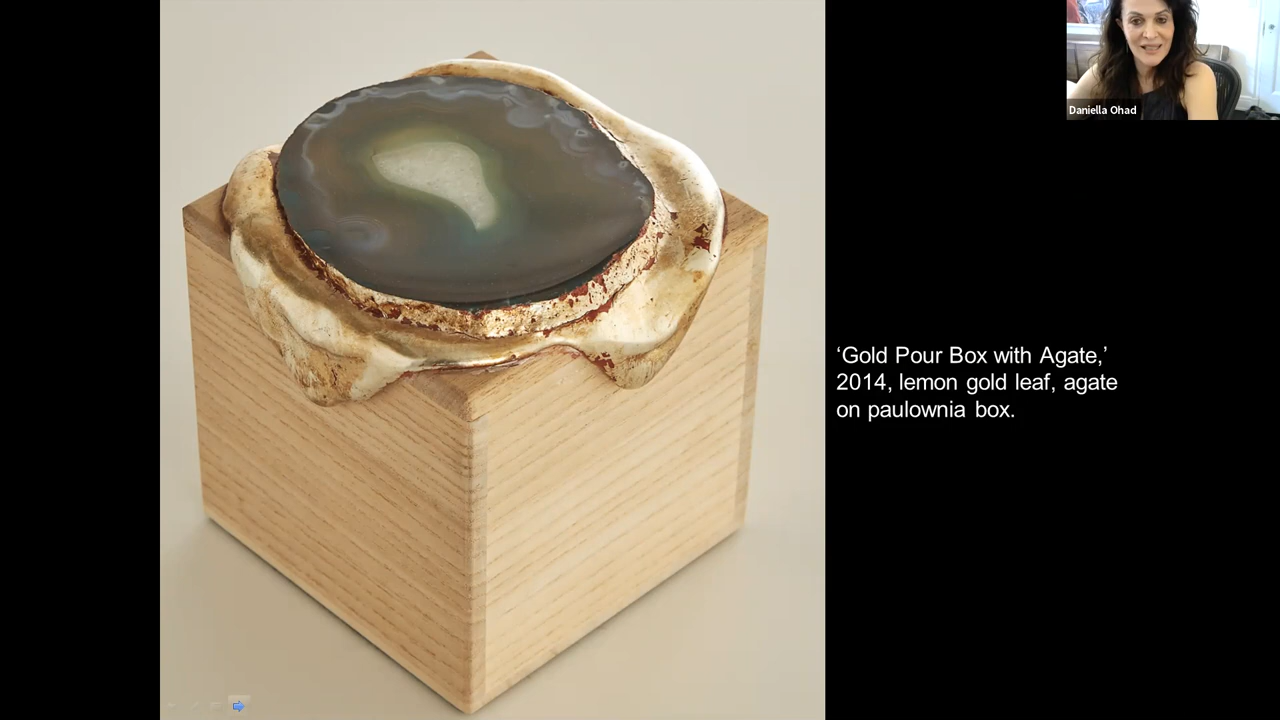 Daniella Ohad
‘Gold Pour Box with Agate,’
2014, lemon gold leaf, agate
on paulownia box.